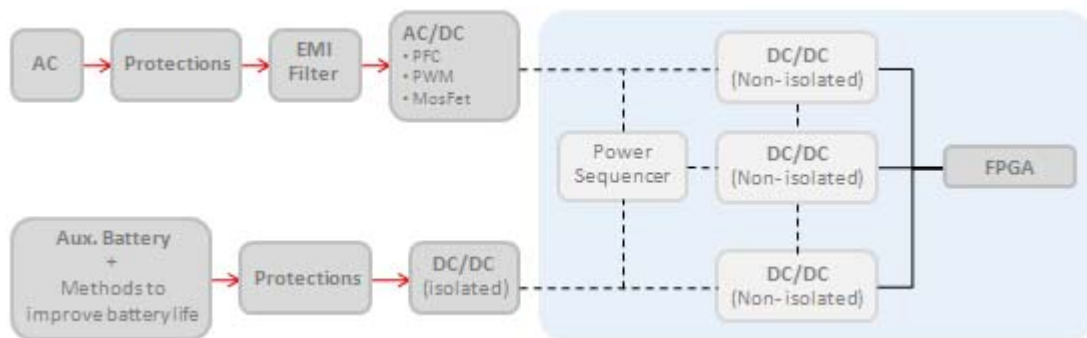 AC
Protections
EMI
Filter
AC/DC
• PFC
• PWM
• MosFet
DC/DC
(Non-isolated)
Power
Sequencer
DC/DC
(Non-isolated)
FPGA
Aux. Battery
+
Methods to
improve battery life
Protections
DC/DC
(isolated)
DC/DC
(Non-isolated)